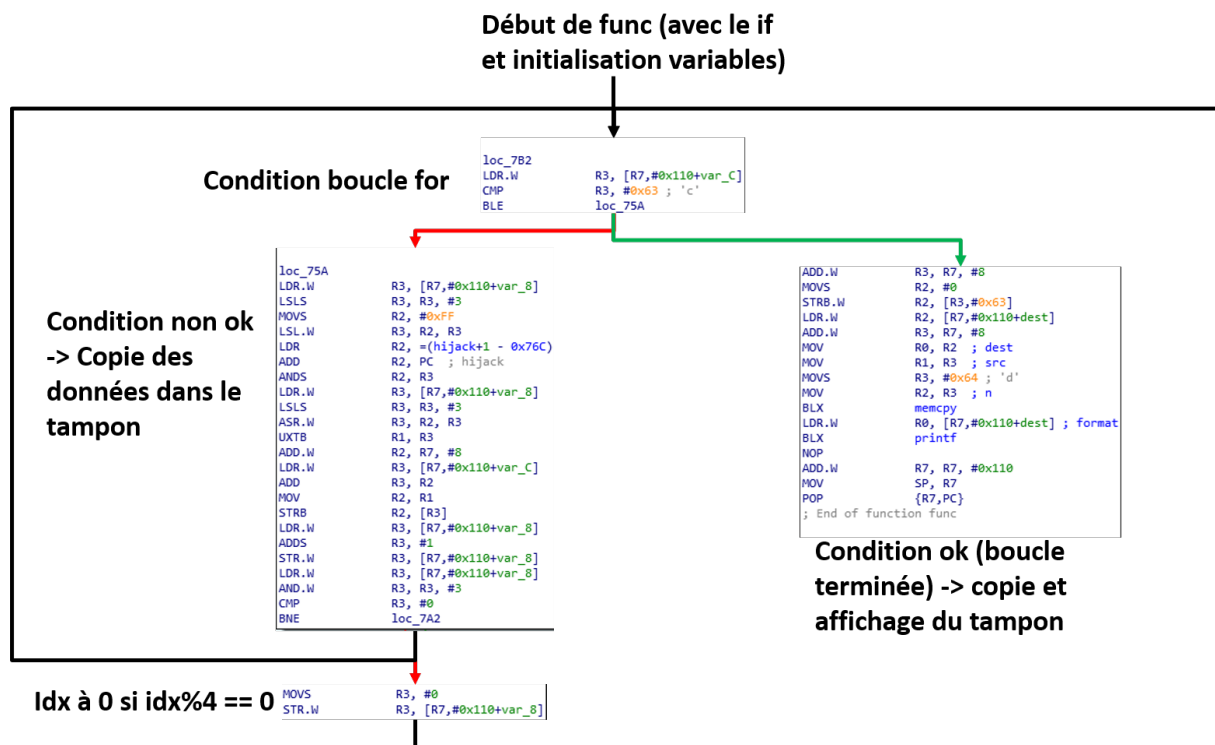 Début de func (avec le if
et initialisation variables)
Condition boucle for
loc_7B2
LDR.W R3, [R7,#0x110+var_C]
CMP R3, #0x63 ; 'c'
BLE loc_75A
Condition non ok
-> Copie des
données dans le
tampon
loc_75A
LDR.W R3, [R7,#0x110+var_8]
LSLS R3, R3, #3
MOVS R2, #0xFF
LSL.W R3, R2, R3
LDR R2, =(hijack+1 - 0x76C)
ADD R2, PC ; hijack
ANDS R2, R3
LDR.W R3, [R7,#0x110+var_8]
LSLS R3, R3, #3
ASR.W R3, R2, R3
UXTB R1, R3
ADD.W R2, R7, #8
LDR.W R3, [R7,#0x110+var_C]
ADD R3, R2
MOV R2, R1
STRB R2, [R3]
LDR.W R3, [R7,#0x110+var_8]
ADDS R3, #1
STR.W R3, [R7,#0x110+var_8]
LDR.W R3, [R7,#0x110+var_8]
AND.W R3, R3, #3
CMP R3, #0
BNE loc_7A2
ADD.W R3, R7, #8
MOVS R2, #0
STRB.W R2, [R3,#0x63]
LDR.W R2, [R7,#0x110+dest]
ADD.W R3, R7, #8
MOV R0, R2 ; dest
MOV R1, R3 ; src
MOVS R3, #0x64 ; 'd'
MOV R2, R3 ; n
BLX memcpy
LDR.W R0, [R7,#0x110+dest] ; format
BLX printf
NOP
ADD.W R7, R7, #0x110
MOV SP, R7
POP {R7,PC}
; End of function func
Condition ok (boucle
terminée) -> copie et
affichage du tampon
Idx à 0 si idx%4 == 0
MOVS R3, #0
STR.W R3, [R7,#0x110+var_8]